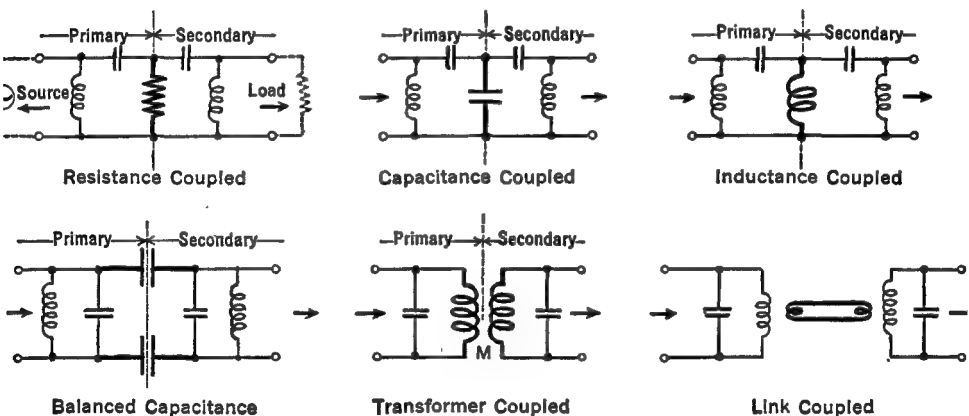 Primary Secondary
Source Load
Resistance Coupled
Primary Secondary
Capacitance Coupled
Primary Secondary
Inductance Coupled
Primary Secondary
Balanced Capacitance
Primary Secondary
M
Transformer Coupled
Link Coupled